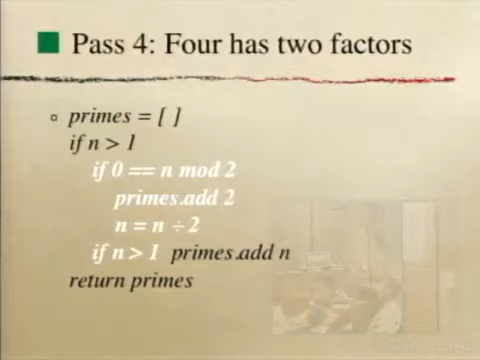 Pass 4: Four has two factors
primes = [ ]
if n > 1
if 0 == n mod 2
primes.add 2
n = n ÷ 2
if n > 1 primes.add n
return primes